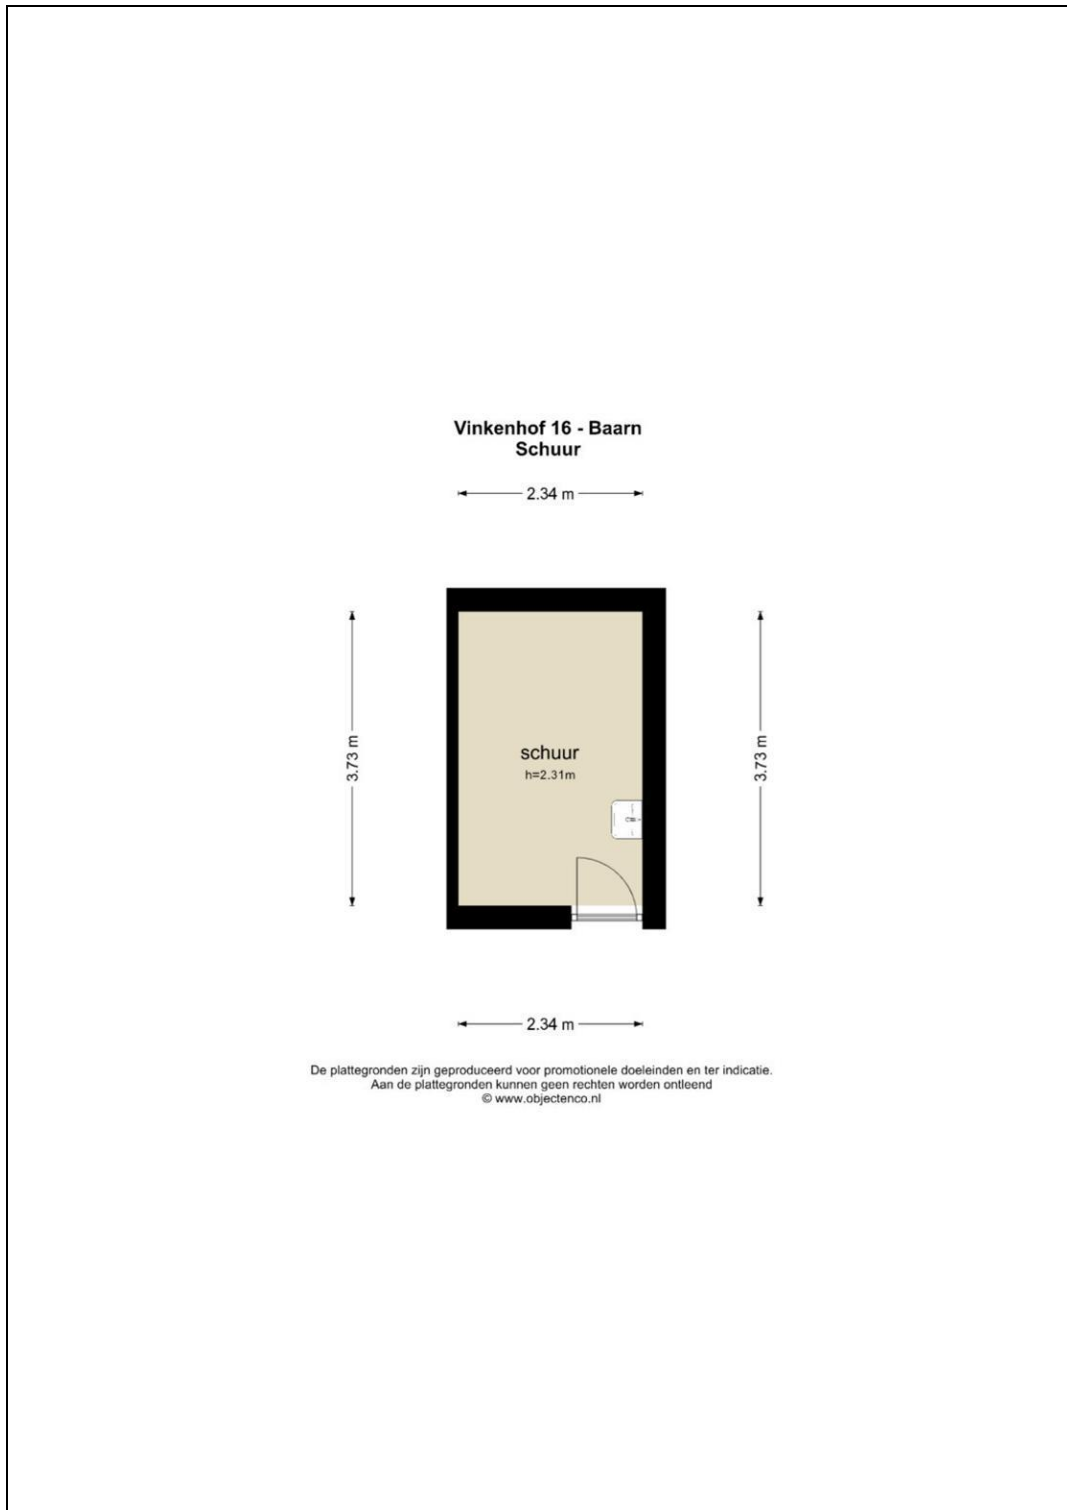 Vinkenhof 16 - Baarn
Schuur
2.34 m
3.73 m
3.73 m
schuur
h=2.31m
2.34 m
De plattegronden zijn geproduceerd voor promotionele doeleinden en ter indicatie.
Aan de plattegronden kunnen geen rechten worden ontleend
© www.objectenco.nl